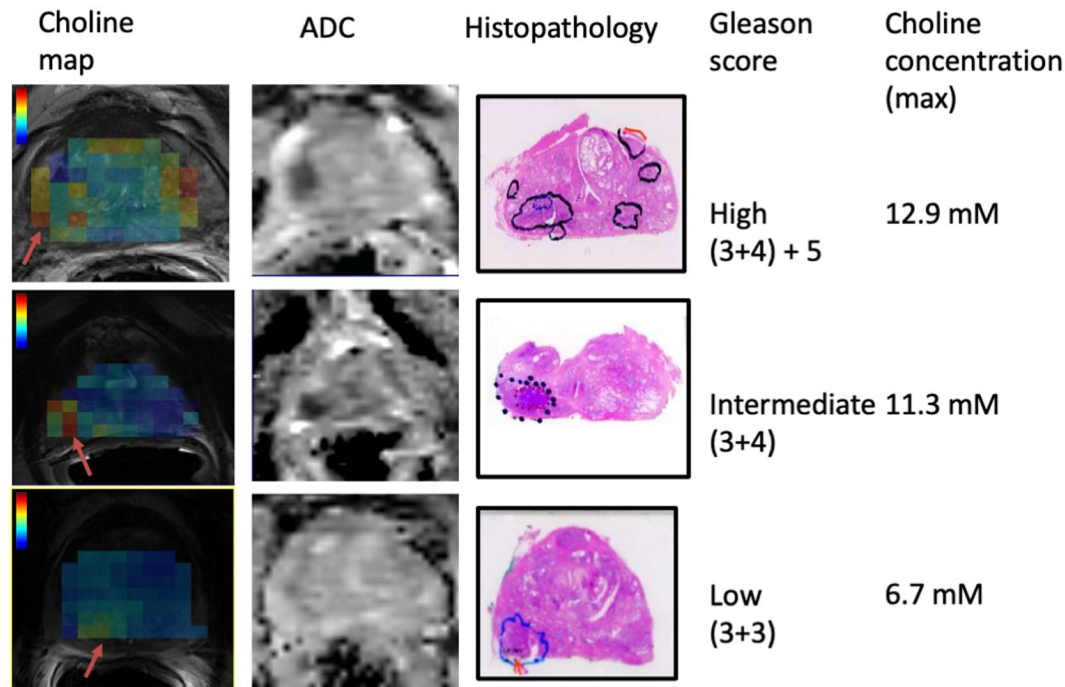 Choline
map
ADC
Histopathology
Gleason
score
Choline
concentration
(max)
High
(3+4) + 5
12.9 mM
Intermediate
(3+4)
11.3 mM
Low
(3+3)
6.7 mM